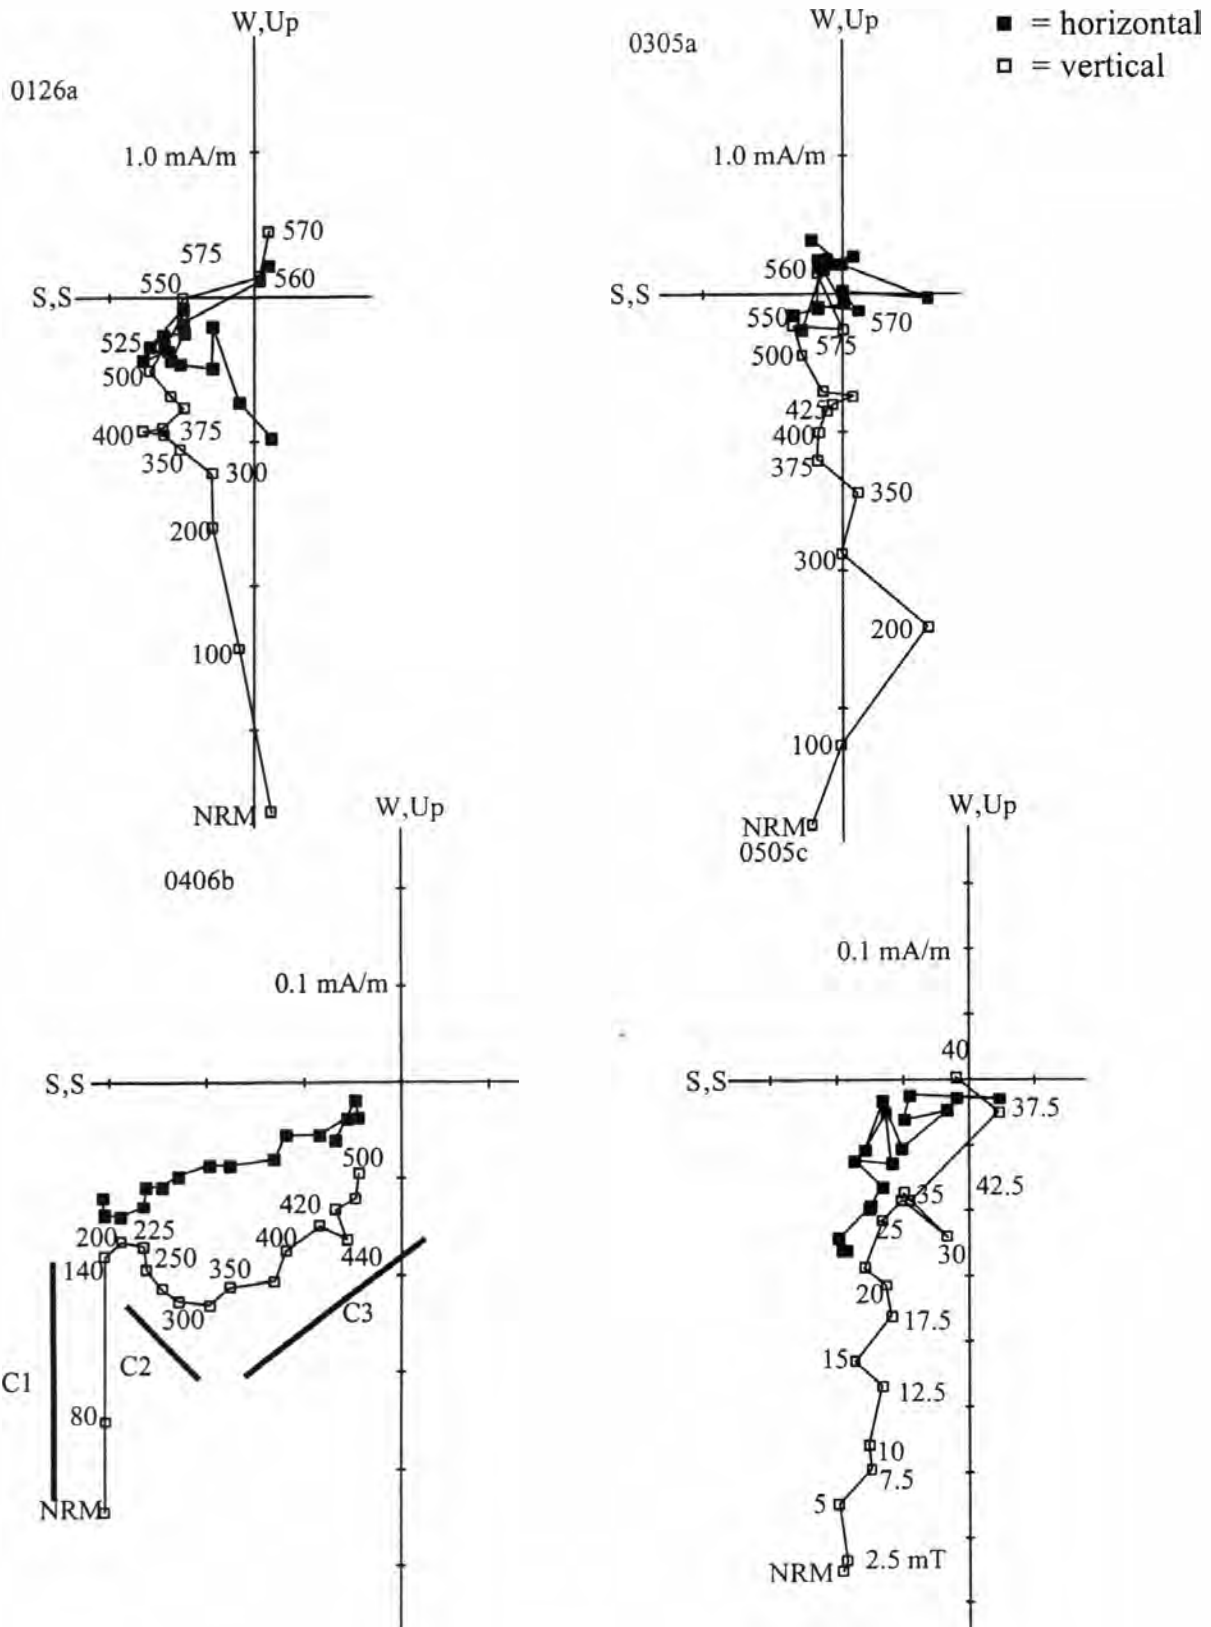 W,Up
0126a
1.0 mA/m
570
575
550
560
S,S
525
500
400
375
350
300
200
100
NRM
W,Up
0305a
■ = horizontal
□ = vertical
1.0 mA/m
560
S,S
550
570
575
500
425
400
375
350
300
200
100
NRM
W,Up
0406b
0.1 mA/m
S,S
500
420
200
225
400
440
140
250
350
300
C3
C2
C1
80
NRM
0505c
W,Up
0.1 mA/m
40
S,S
37.5
42.5
35
25
30
20
17.5
15
12.5
10
7.5
5
2.5 mT
NRM